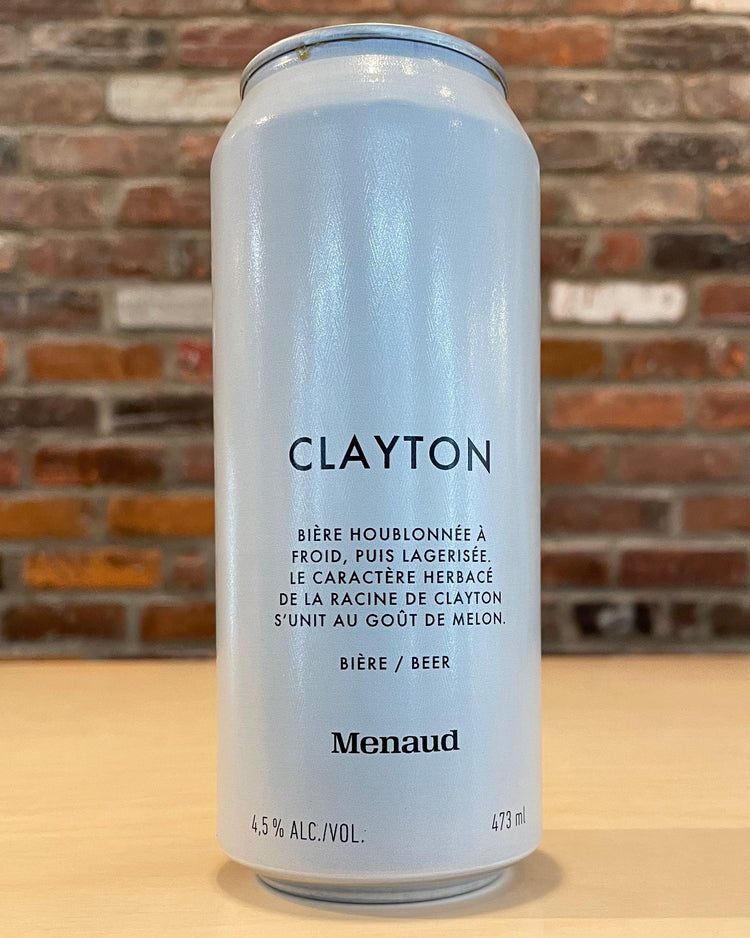 CLAYTON
BIÈRE HOUBLONNÉE À
FROID, PUIS LAGERISÉE.
LE CARACTÈRE HERBACÉ
DE LA RACINE DE CLAYTON
S'UNIT AU GOÛT DE MELON.
BIÈRE / BEER
Menaud
4,5 % ALC./VOL.
473 ml